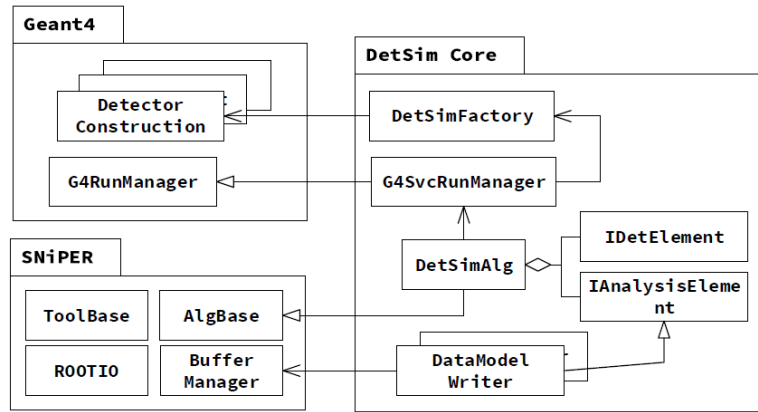 Geant4
Detector
Construction
G4RunManager
SNiPER
ToolBase
AlgBase
ROOTIO
Buffer
Manager
DetSim Core
DetSimFactory
G4SvcRunManager
DetSimAlg
IDetElement
IAnalysisEleme
nt
DataModel
Writer